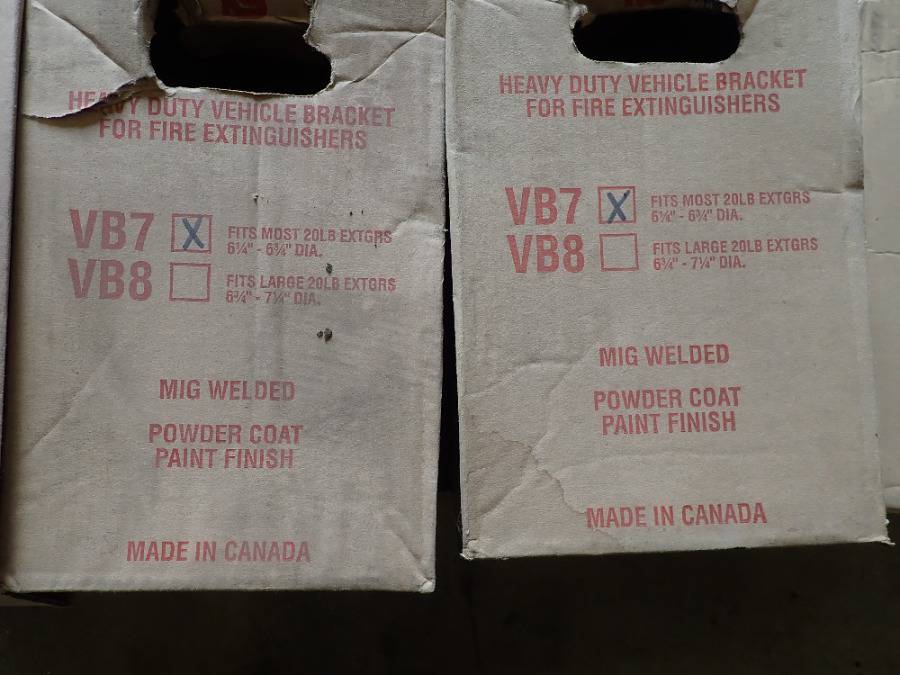 HEAVY DUTY VEHICLE BRACKET
FOR FIRE EXTINGUISHERS
VB7 X FITS MOST 20LB EXTGRS
6¼" - 6¾" DIA.
VB8 FITS LARGE 20LB EXTGRS
6¾" - 7¼" DIA.
MIG WELDED
POWDER COAT
PAINT FINISH
MADE IN CANADA
HEAVY DUTY VEHICLE BRACKET
FOR FIRE EXTINGUISHERS
VB7 X FITS MOST 20LB EXTGRS
6¼" - 6¾" DIA.
VB8 FITS LARGE 20LB EXTGRS
6¾" - 7¼" DIA.
MIG WELDED
POWDER COAT
PAINT FINISH
MADE IN CANADA